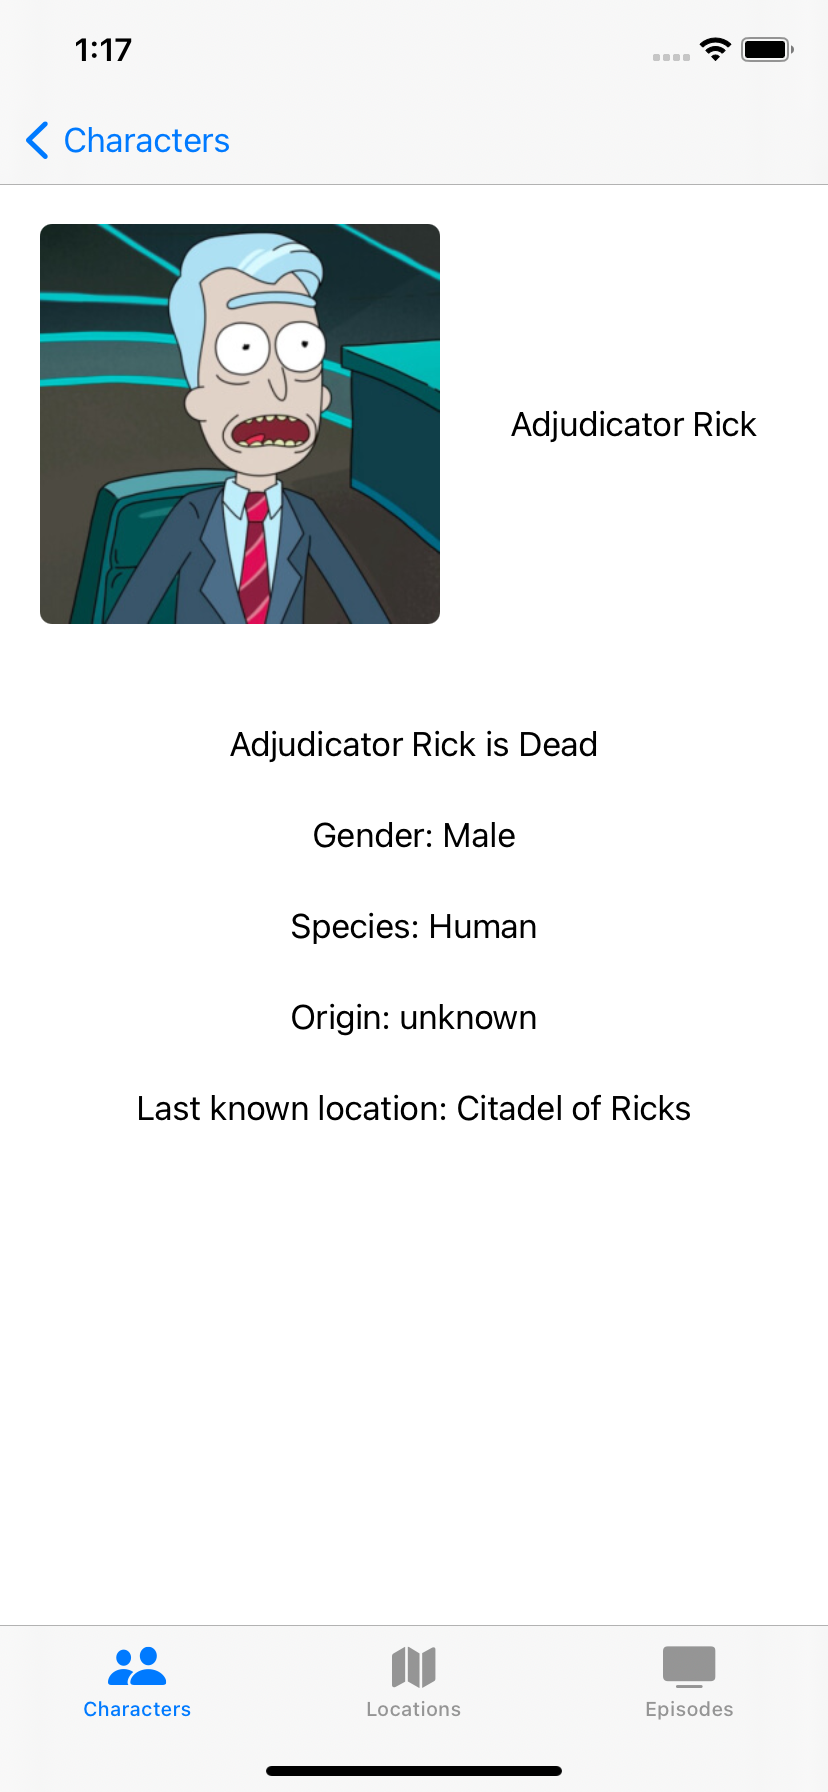 1:17
Characters
Adjudicator Rick
Adjudicator Rick is Dead
Gender: Male
Species: Human
Origin: unknown
Last known location: Citadel of Ricks
Characters
Locations
Episodes